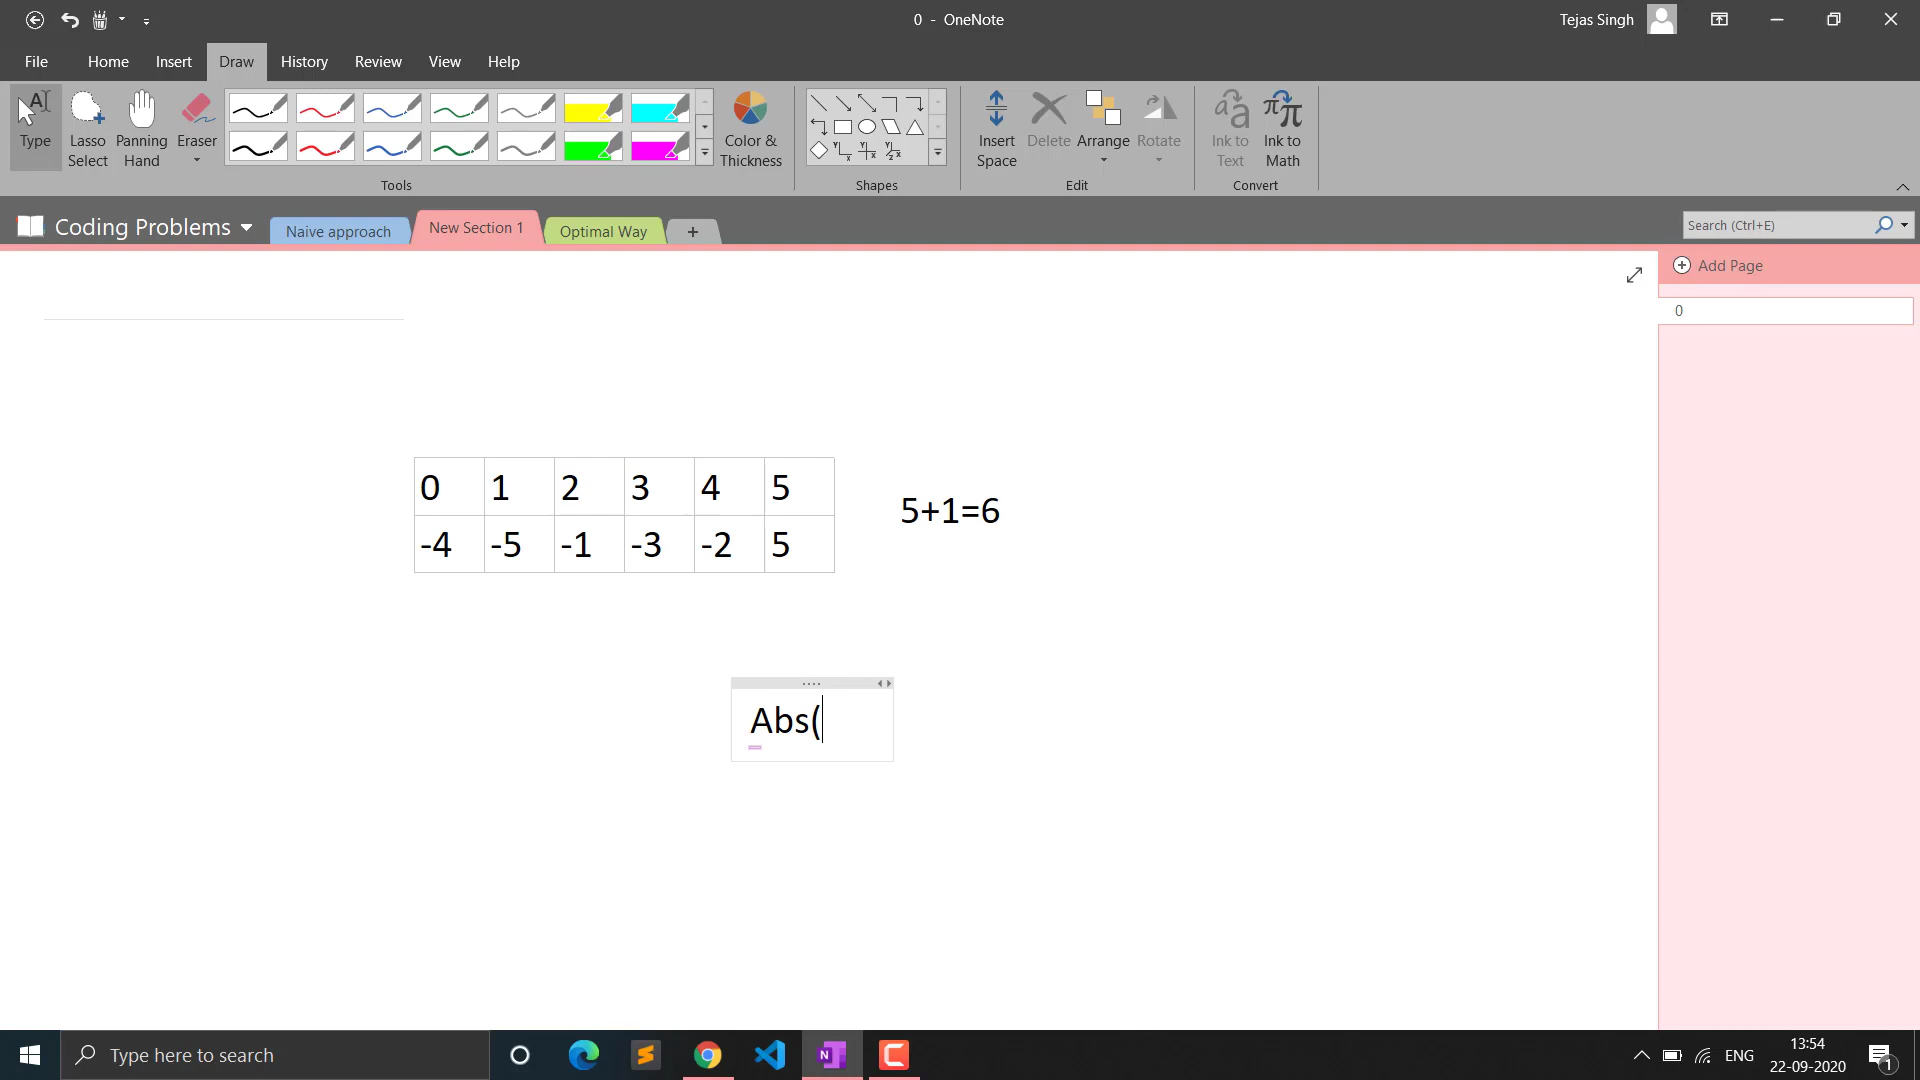 0 - OneNote
Tejas Singh
File Home Insert Draw History Review View Help
Type
Lasso Select
Panning Hand
Eraser
Color & Thickness
Insert Space
Delete
Arrange
Rotate
Ink to Text
Ink to Math
Tools
Shapes
Edit
Convert
Coding Problems
Naive approach
New Section 1
Optimal Way
Search (Ctrl+E)
Add Page
0
0 1 2 3 4 5
-4 -5 -1 -3 -2 5
5+1=6
Abs(
Type here to search
ENG
13:54
22-09-2020
1